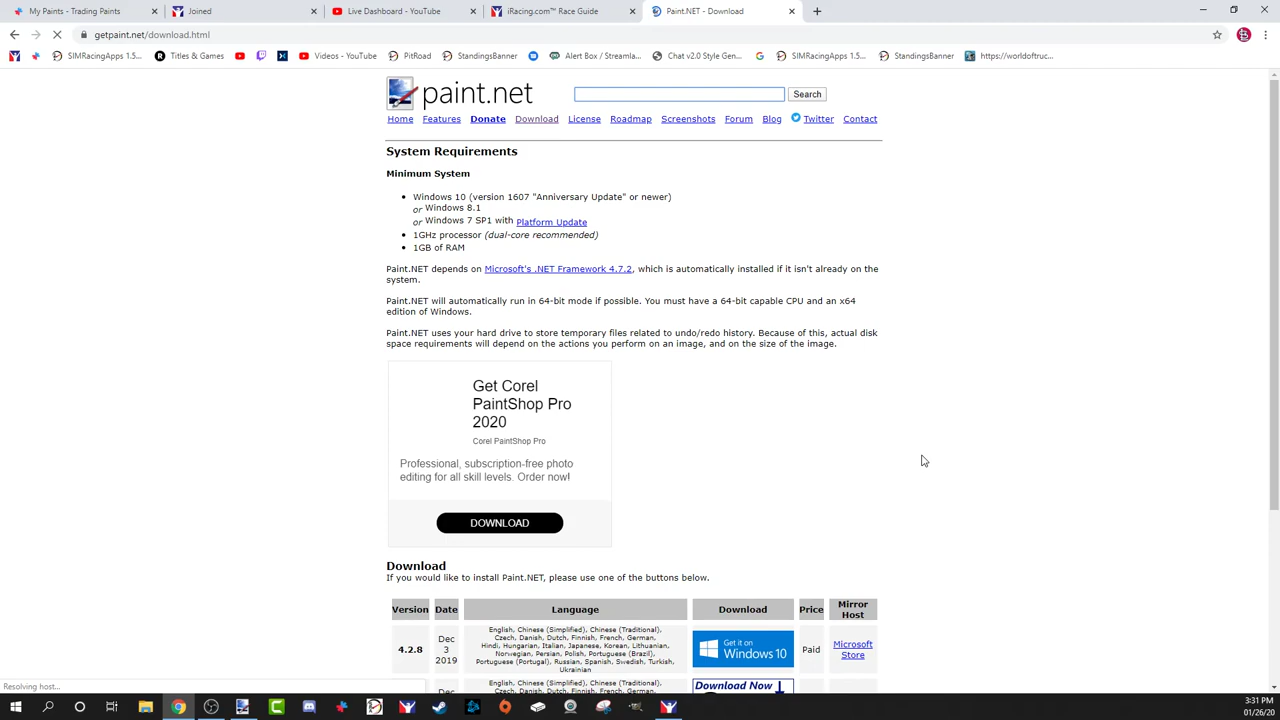 My Paints - Trading Paints
Joined
Live Dashboard - YouTube
iRacing.com™ Race Guide
Paint.NET - Download
getpaint.net/download.html
SIMRacingApps 1.5...
Titles & Games
Videos - YouTube
PitRoad
StandingsBanner
Alert Box / Streamla...
Chat v2.0 Style Gen...
SIMRacingApps 1.5...
StandingsBanner
https://worldoftruc...
paint.net
Search
Home Features Donate Download License Roadmap Screenshots Forum Blog Twitter Contact
System Requirements
Minimum System
Windows 10 (version 1607 "Anniversary Update" or newer)
or Windows 8.1
or Windows 7 SP1 with Platform Update
1GHz processor (dual-core recommended)
1GB of RAM
Paint.NET depends on Microsoft's .NET Framework 4.7.2, which is automatically installed if it isn't already on the
system.
Paint.NET will automatically run in 64-bit mode if possible. You must have a 64-bit capable CPU and an x64
edition of Windows.
Paint.NET uses your hard drive to store temporary files related to undo/redo history. Because of this, actual disk
space requirements will depend on the actions you perform on an image, and on the size of the image.
Get Corel
PaintShop Pro
2020
Corel PaintShop Pro
Professional, subscription-free photo
editing for all skill levels. Order now!
DOWNLOAD
Download
If you would like to install Paint.NET, please use one of the buttons below.
Version Date Language Download Price Mirror
Host
4.2.8
Dec
3
2019
English, Chinese (Simplified), Chinese (Traditional),
Czech, Danish, Dutch, Finnish, French, German,
Hindi, Hungarian, Italian, Japanese, Korean, Lithuanian,
Norwegian, Persian, Polish, Portuguese (Brazil),
Portuguese (Portugal), Russian, Spanish, Swedish, Turkish,
Ukrainian
Get it on
Windows 10
Paid
Microsoft
Store
Dec
English, Chinese (Simplified), Chinese (Traditional),
Czech, Danish, Dutch, Finnish, French, German,
Download Now
Resolving host...
3:31 PM
01/26/20